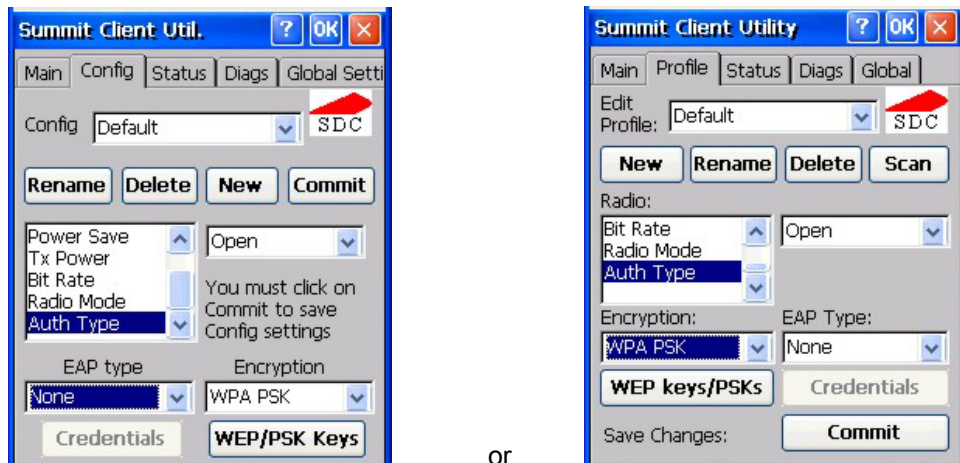 Summit Client Util. ? OK
Main Config Status Diags Global Setti
Config Default SDC
Rename Delete New Commit
Power Save Open
Tx Power
Bit Rate
Radio Mode
Auth Type
You must click on
Commit to save
Config settings
EAP type Encryption
None WPA PSK
Credentials WEP/PSK Keys
or
Summit Client Utility ? OK
Main Profile Status Diags Global
Edit
Profile: Default SDC
New Rename Delete Scan
Radio:
Bit Rate Open
Radio Mode
Auth Type
Encryption: EAP Type:
WPA PSK None
WEP keys/PSKs Credentials
Save Changes: Commit